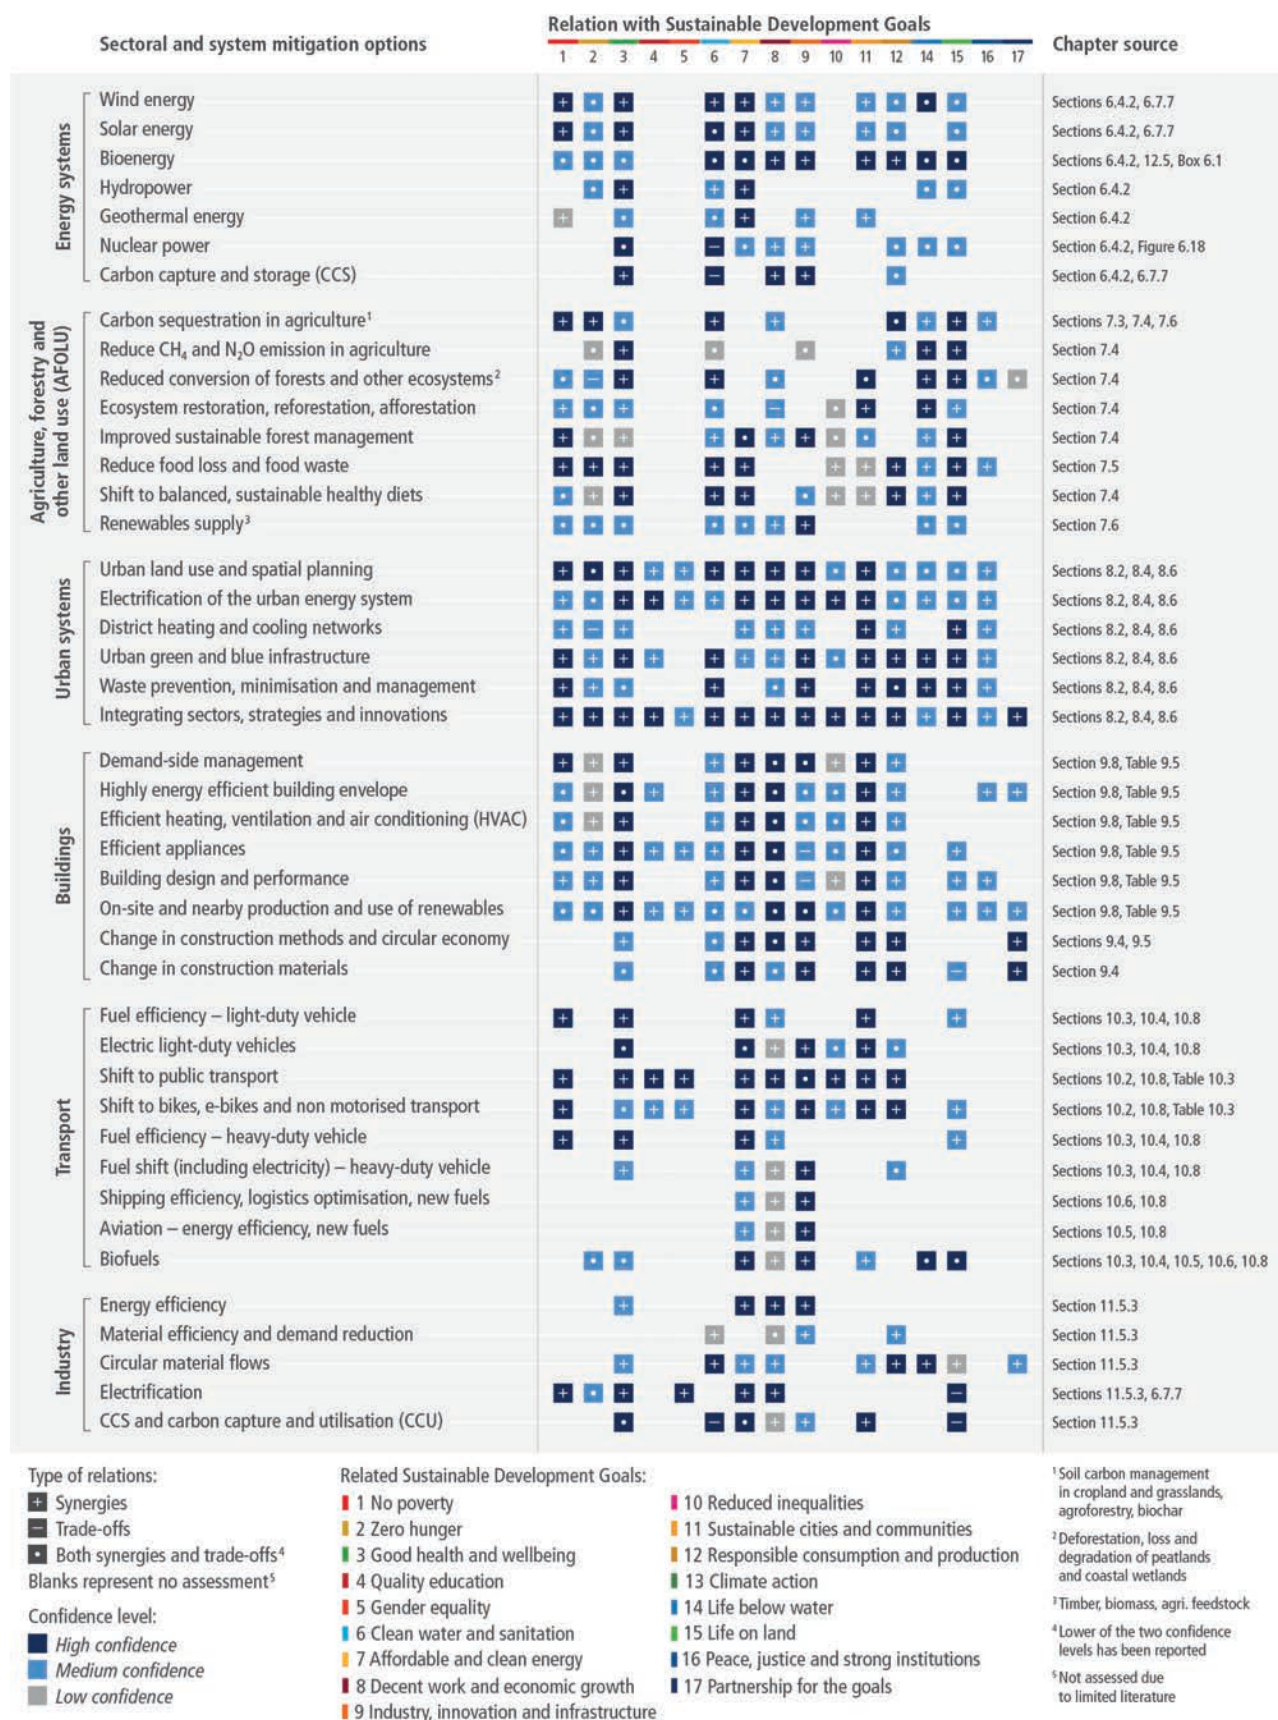 Relation with Sustainable Development Goals
Sectoral and system mitigation options
Chapter source
1 2 3 4 5 6 7 8 9 10 11 12 14 15 16 17
Energy systems
Wind energy
Sections 6.4.2, 6.7.7
Solar energy
Sections 6.4.2, 6.7.7
Bioenergy
Sections 6.4.2, 12.5, Box 6.1
Hydropower
Section 6.4.2
Geothermal energy
Section 6.4.2
Nuclear power
Section 6.4.2, Figure 6.18
Carbon capture and storage (CCS)
Section 6.4.2, 6.7.7
Agriculture, forestry and
other land use (AFOLU)
Carbon sequestration in agriculture¹
Sections 7.3, 7.4, 7.6
Reduce CH₄ and N₂O emission in agriculture
Section 7.4
Reduced conversion of forests and other ecosystems²
Section 7.4
Ecosystem restoration, reforestation, afforestation
Section 7.4
Improved sustainable forest management
Section 7.4
Reduce food loss and food waste
Section 7.5
Shift to balanced, sustainable healthy diets
Section 7.4
Renewables supply³
Section 7.6
Urban systems
Urban land use and spatial planning
Sections 8.2, 8.4, 8.6
Electrification of the urban energy system
Sections 8.2, 8.4, 8.6
District heating and cooling networks
Sections 8.2, 8.4, 8.6
Urban green and blue infrastructure
Sections 8.2, 8.4, 8.6
Waste prevention, minimisation and management
Sections 8.2, 8.4, 8.6
Integrating sectors, strategies and innovations
Sections 8.2, 8.4, 8.6
Buildings
Demand-side management
Section 9.8, Table 9.5
Highly energy efficient building envelope
Section 9.8, Table 9.5
Efficient heating, ventilation and air conditioning (HVAC)
Section 9.8, Table 9.5
Efficient appliances
Section 9.8, Table 9.5
Building design and performance
Section 9.8, Table 9.5
On-site and nearby production and use of renewables
Section 9.8, Table 9.5
Change in construction methods and circular economy
Sections 9.4, 9.5
Change in construction materials
Section 9.4
Transport
Fuel efficiency – light-duty vehicle
Sections 10.3, 10.4, 10.8
Electric light-duty vehicles
Sections 10.3, 10.4, 10.8
Shift to public transport
Sections 10.2, 10.8, Table 10.3
Shift to bikes, e-bikes and non motorised transport
Sections 10.2, 10.8, Table 10.3
Fuel efficiency – heavy-duty vehicle
Sections 10.3, 10.4, 10.8
Fuel shift (including electricity) – heavy-duty vehicle
Sections 10.3, 10.4, 10.8
Shipping efficiency, logistics optimisation, new fuels
Sections 10.6, 10.8
Aviation – energy efficiency, new fuels
Sections 10.5, 10.8
Biofuels
Sections 10.3, 10.4, 10.5, 10.6, 10.8
Industry
Energy efficiency
Section 11.5.3
Material efficiency and demand reduction
Section 11.5.3
Circular material flows
Section 11.5.3
Electrification
Sections 11.5.3, 6.7.7
CCS and carbon capture and utilisation (CCU)
Section 11.5.3
Type of relations:
Synergies
Trade-offs
Both synergies and trade-offs⁴
Blanks represent no assessment⁵
Confidence level:
High confidence
Medium confidence
Low confidence
Related Sustainable Development Goals:
1 No poverty
2 Zero hunger
3 Good health and wellbeing
4 Quality education
5 Gender equality
6 Clean water and sanitation
7 Affordable and clean energy
8 Decent work and economic growth
9 Industry, innovation and infrastructure
10 Reduced inequalities
11 Sustainable cities and communities
12 Responsible consumption and production
13 Climate action
14 Life below water
15 Life on land
16 Peace, justice and strong institutions
17 Partnership for the goals
¹ Soil carbon management
in cropland and grasslands,
agroforestry, biochar
² Deforestation, loss and
degradation of peatlands
and coastal wetlands
³ Timber, biomass, agri. feedstock
⁴ Lower of the two confidence
levels has been reported
⁵ Not assessed due
to limited literature